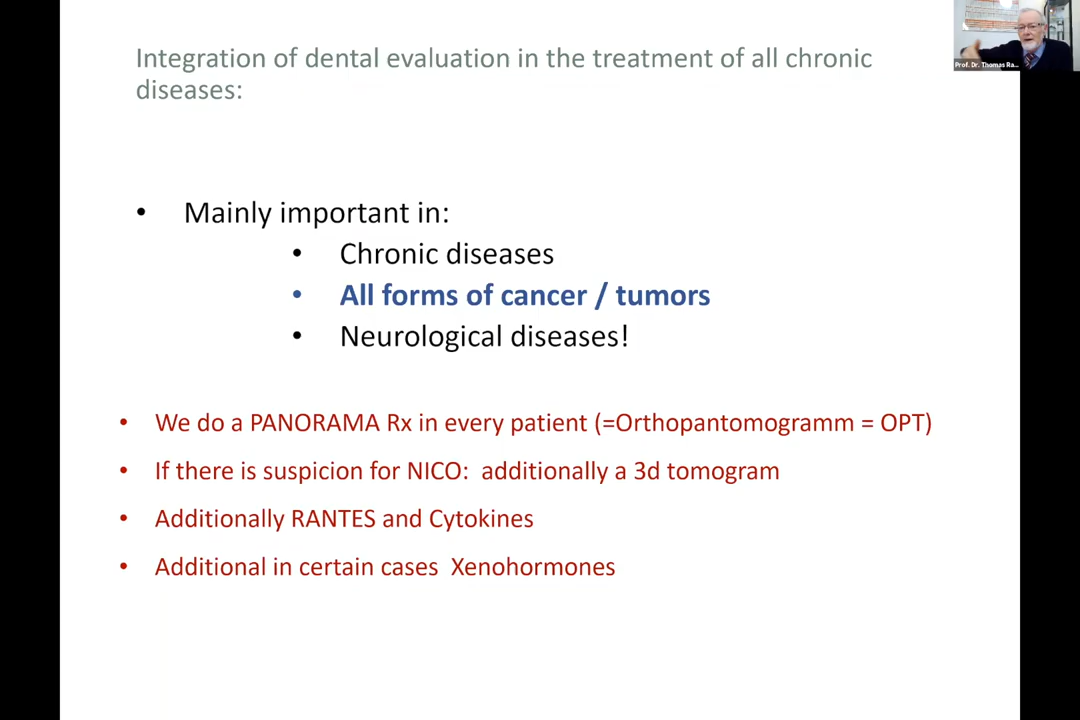 Integration of dental evaluation in the treatment of all chronic
diseases:
• Mainly important in:
• Chronic diseases
• All forms of cancer / tumors
• Neurological diseases!
• We do a PANORAMA Rx in every patient (=Orthopantomogramm = OPT)
• If there is suspicion for NICO: additionally a 3d tomogram
• Additionally RANTES and Cytokines
• Additional in certain cases Xenohormones
Prof. Dr. Thomas Ra...